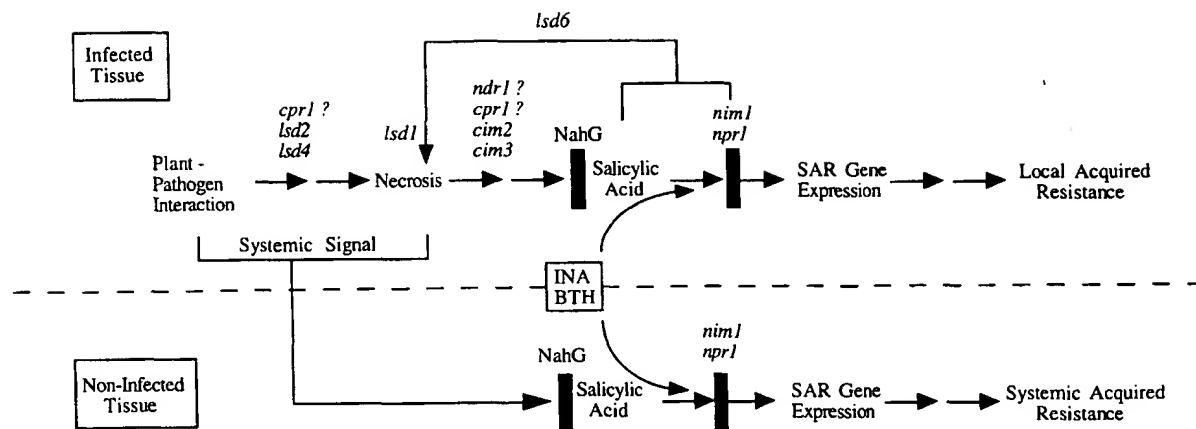 lsd6
Infected
Tissue
cpr1 ?
lsd2
lsd4
lsd1
ndr1 ?
cpr1 ?
cim2
cim3
NahG
nim1
npr1
Plant -
Pathogen
Interaction
Necrosis
Salicylic
Acid
SAR Gene
Expression
Local Acquired
Resistance
Systemic Signal
INA
BTH
Non-Infected
Tissue
NahG
nim1
npr1
Salicylic
Acid
SAR Gene
Expression
Systemic Acquired
Resistance